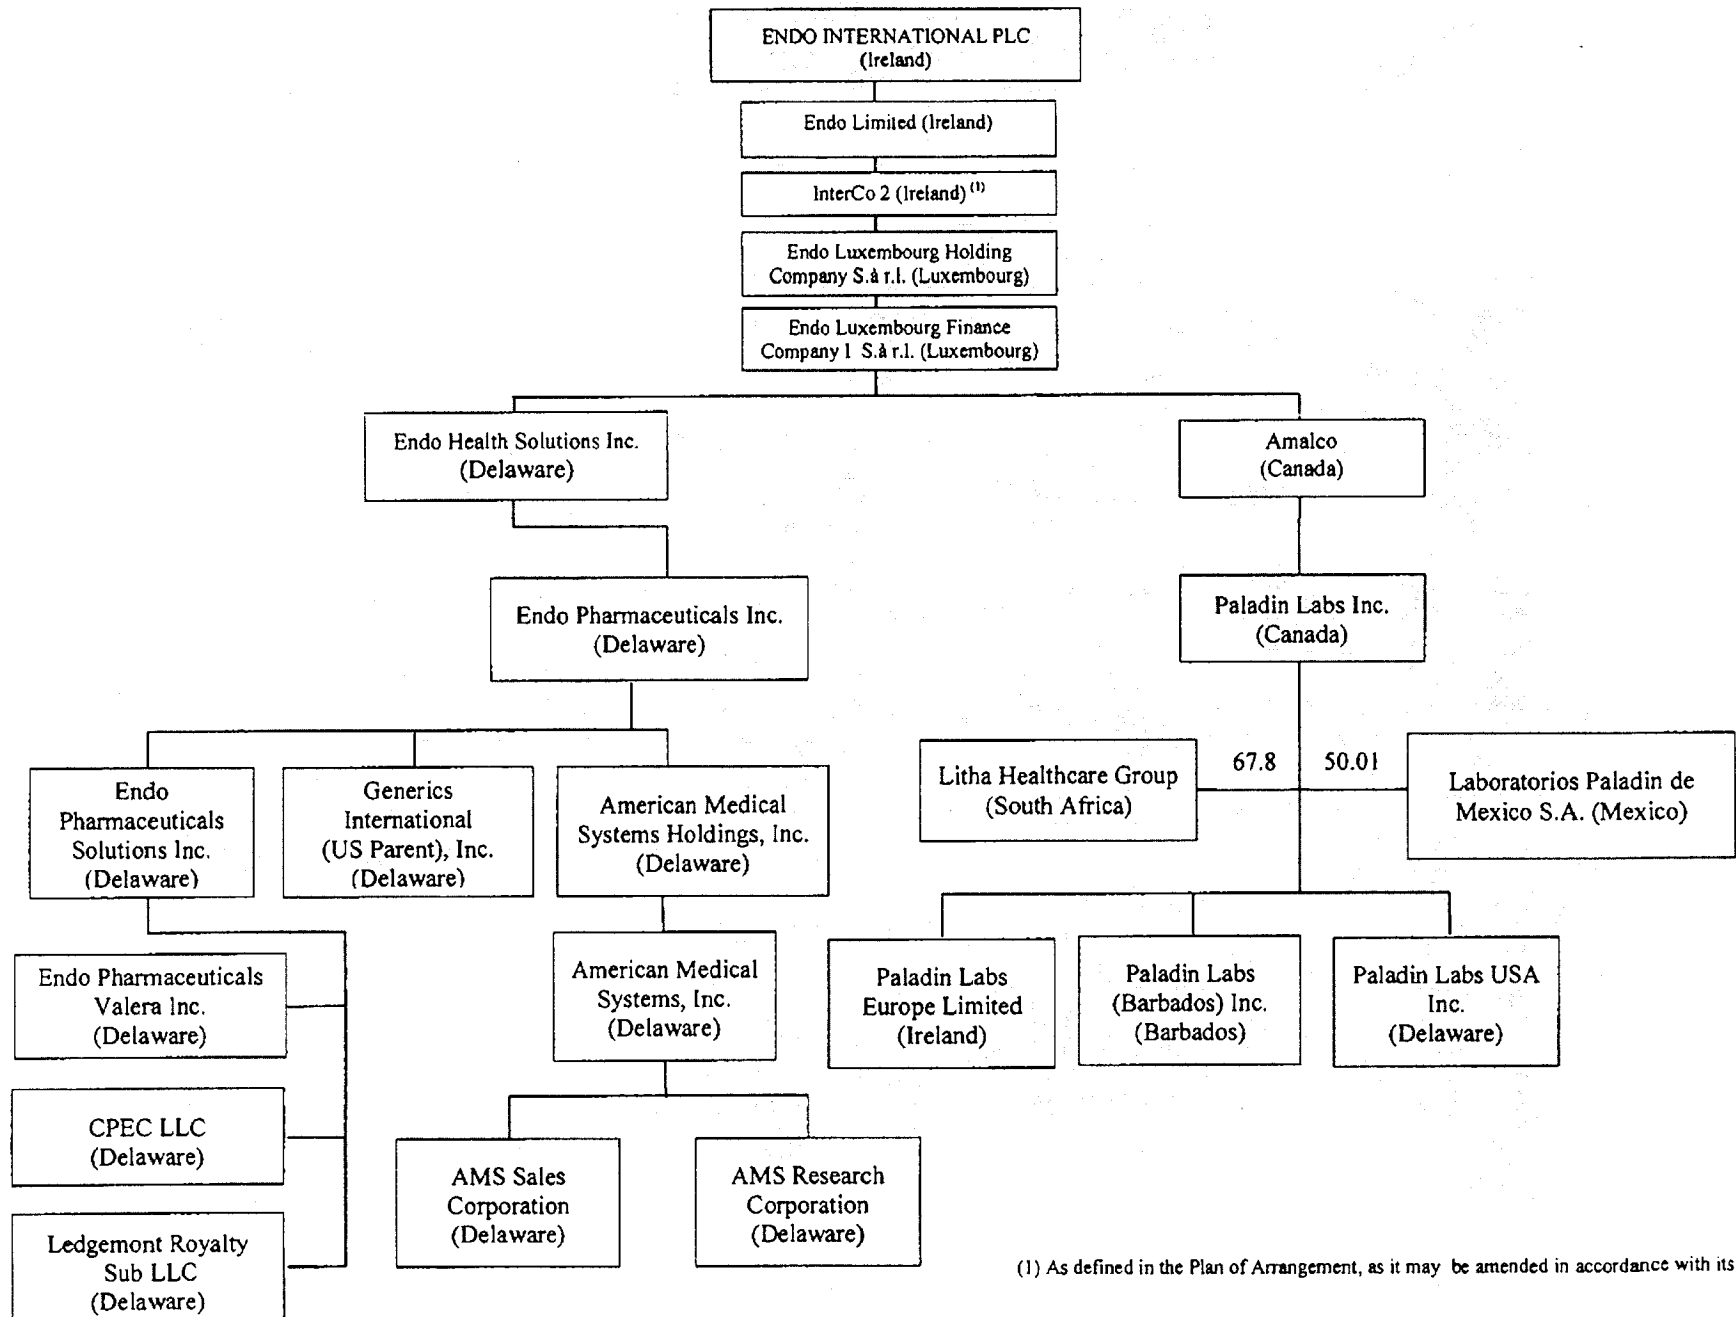 ENDO INTERNATIONAL PLC
(Ireland)
Endo Limited (Ireland)
InterCo 2 (Ireland) (1)
Endo Luxembourg Holding
Company S.à r.l. (Luxembourg)
Endo Luxembourg Finance
Company I S.à r.l. (Luxembourg)
Endo Health Solutions Inc.
(Delaware)
Amalco
(Canada)
Endo Pharmaceuticals Inc.
(Delaware)
Paladin Labs Inc.
(Canada)
Endo
Pharmaceuticals
Solutions Inc.
(Delaware)
Generics
International
(US Parent), Inc.
(Delaware)
American Medical
Systems Holdings, Inc.
(Delaware)
Litha Healthcare Group
(South Africa)
67.8
50.01
Laboratorios Paladin de
Mexico S.A. (Mexico)
Endo Pharmaceuticals
Valera Inc.
(Delaware)
American Medical
Systems, Inc.
(Delaware)
Paladin Labs
Europe Limited
(Ireland)
Paladin Labs
(Barbados) Inc.
(Barbados)
Paladin Labs USA
Inc.
(Delaware)
CPEC LLC
(Delaware)
AMS Sales
Corporation
(Delaware)
AMS Research
Corporation
(Delaware)
Ledgemont Royalty
Sub LLC
(Delaware)
(1) As defined in the Plan of Arrangement, as it may be amended in accordance with its